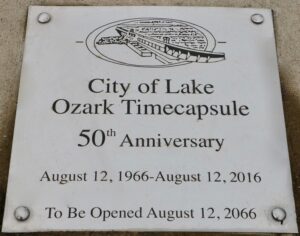 City of Lake
Ozark Timecapsule
50th Anniversary
August 12, 1966-August 12, 2016
To Be Opened August 12, 2066